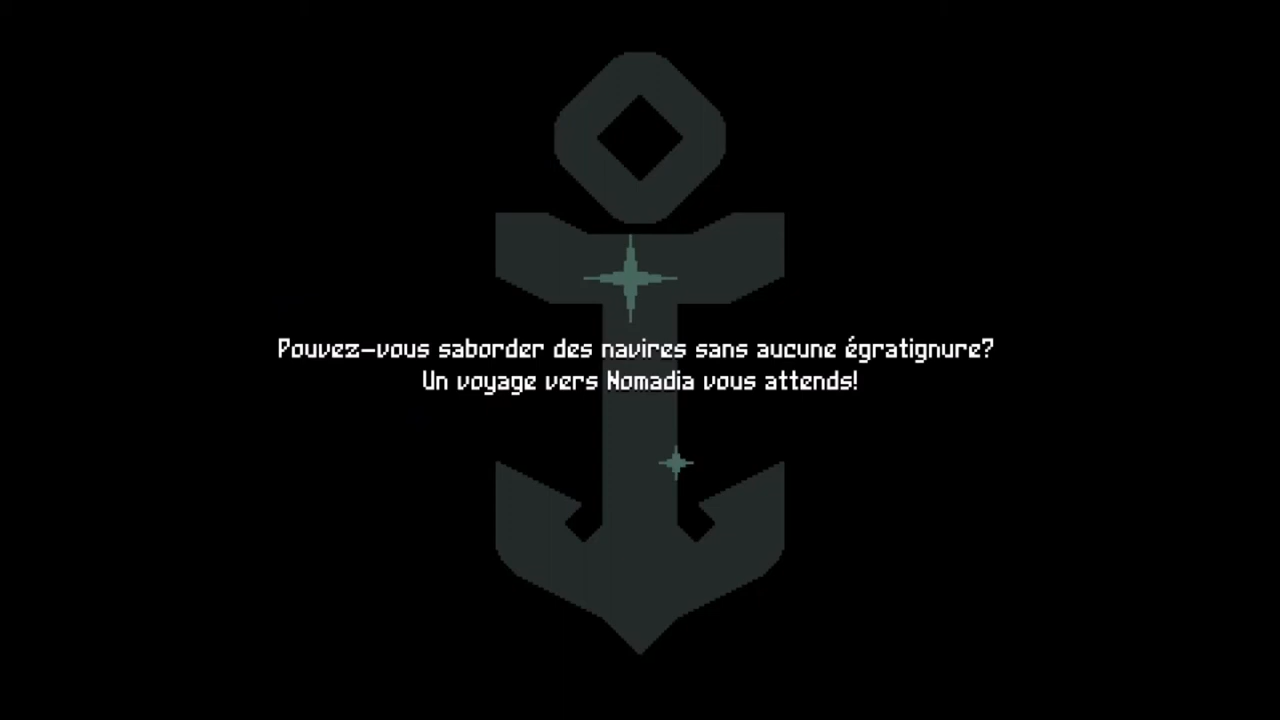 Pouvez-vous saborder des navires sans aucune égratignure?
Un voyage vers Nomadia vous attends!